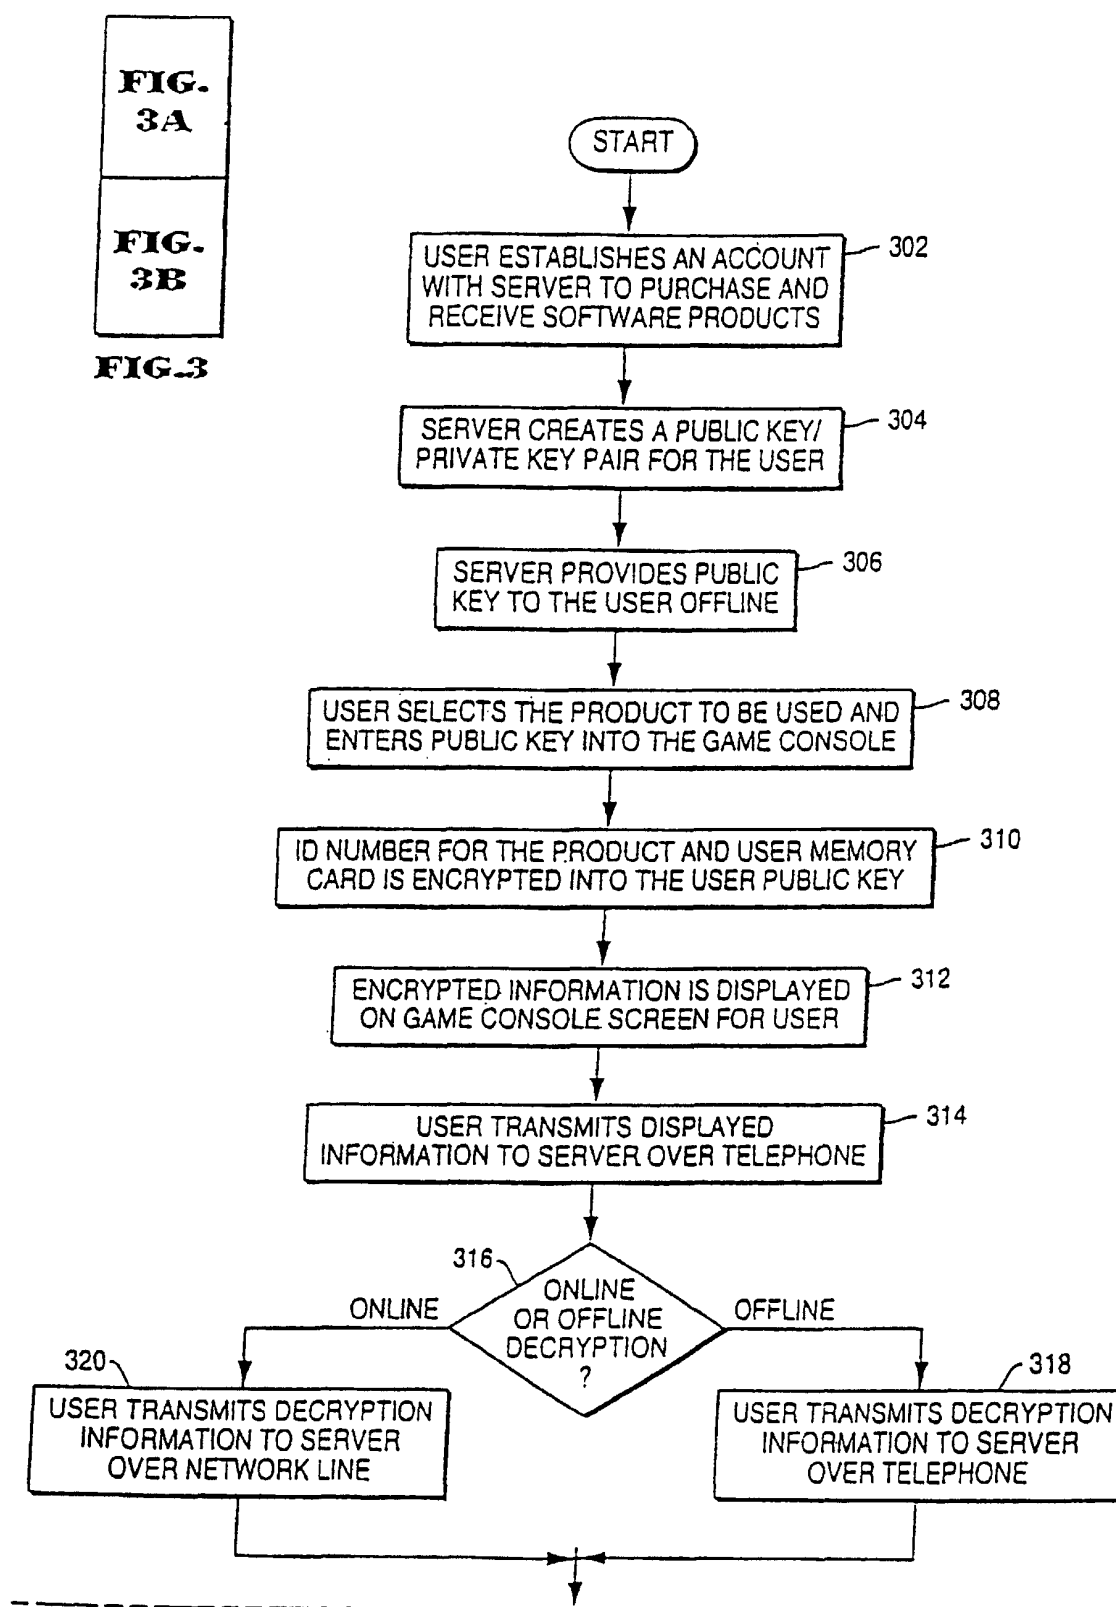 FIG.
3A
FIG.
3B
FIG.3
START
USER ESTABLISHES AN ACCOUNT
WITH SERVER TO PURCHASE AND
RECEIVE SOFTWARE PRODUCTS
302
SERVER CREATES A PUBLIC KEY/
PRIVATE KEY PAIR FOR THE USER
304
SERVER PROVIDES PUBLIC
KEY TO THE USER OFFLINE
306
USER SELECTS THE PRODUCT TO BE USED AND
ENTERS PUBLIC KEY INTO THE GAME CONSOLE
308
ID NUMBER FOR THE PRODUCT AND USER MEMORY
CARD IS ENCRYPTED INTO THE USER PUBLIC KEY
310
ENCRYPTED INFORMATION IS DISPLAYED
ON GAME CONSOLE SCREEN FOR USER
312
USER TRANSMITS DISPLAYED
INFORMATION TO SERVER OVER TELEPHONE
314
316
ONLINE
OR OFFLINE
DECRYPTION
?
ONLINE
OFFLINE
320
USER TRANSMITS DECRYPTION
INFORMATION TO SERVER
OVER NETWORK LINE
318
USER TRANSMITS DECRYPTION
INFORMATION TO SERVER
OVER TELEPHONE